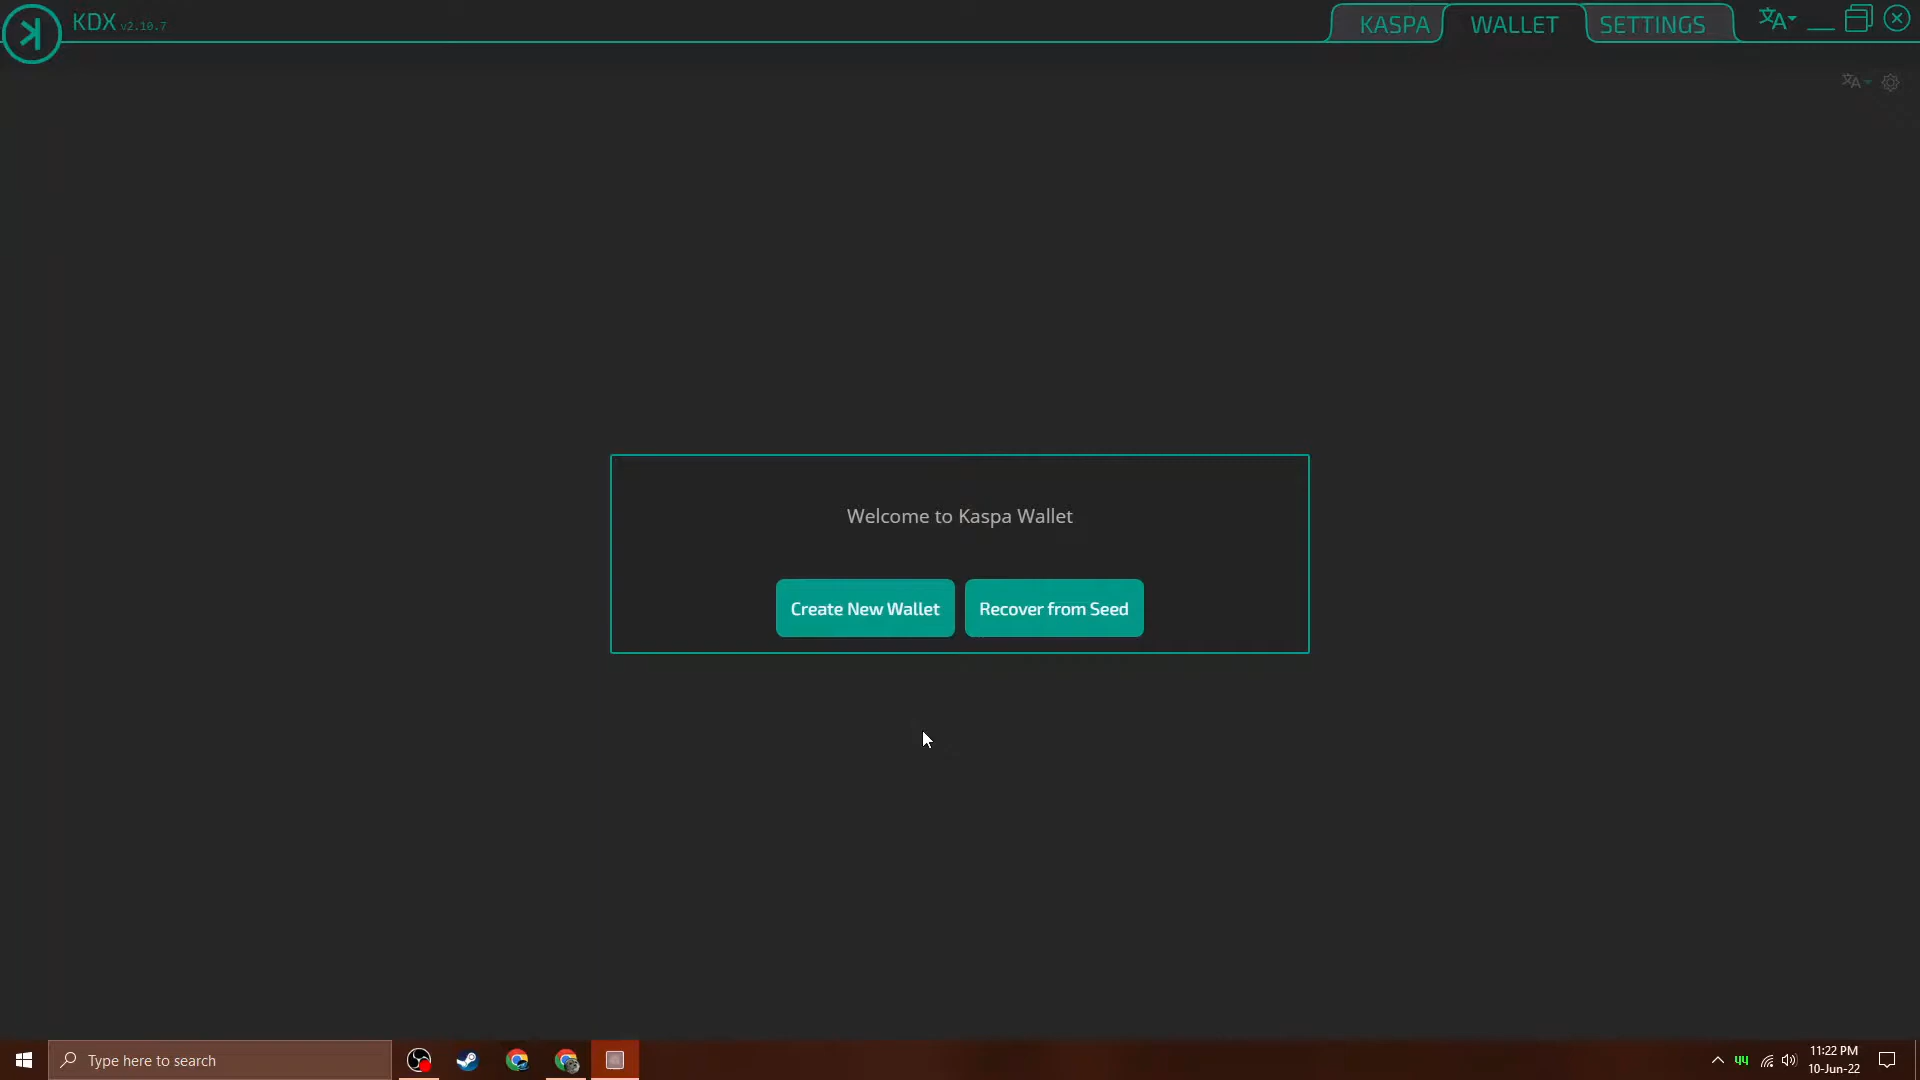 KDX v2.10.7
KASPA
WALLET
SETTINGS
Welcome to Kaspa Wallet
Create New Wallet
Recover from Seed
Type here to search
44
11:22 PM
10-Jun-22